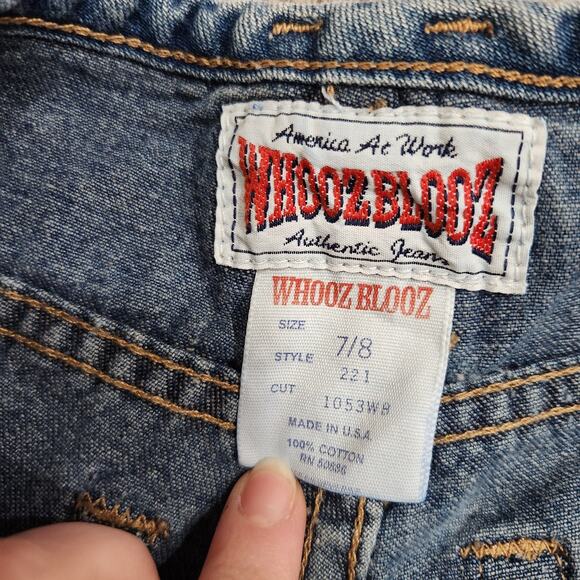 America At Work
WHOOZ BLOOZ
Authentic Jeans
WHOOZ BLOOZ
SIZE 7/8
STYLE 221
CUT 1053WB
MADE IN U.S.A.
100% COTTON
RN 80686